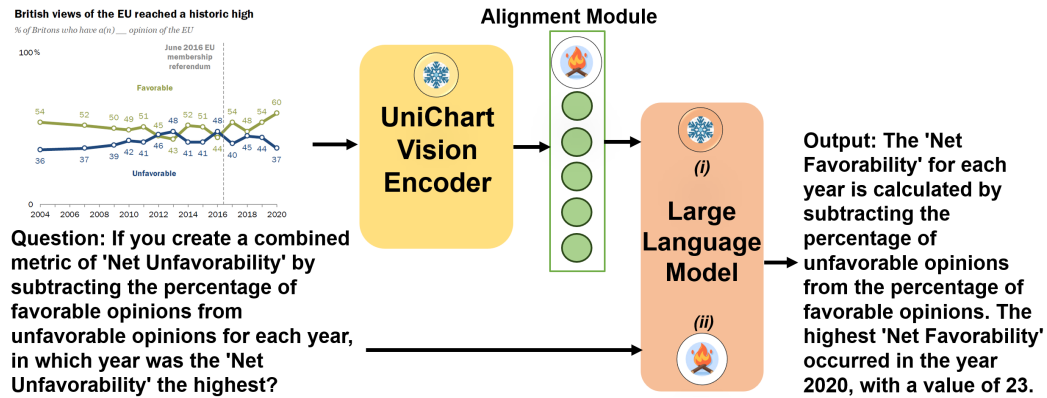 British views of the EU reached a historic high
% of Britons who have a(n) __ opinion of the EU
100 %
June 2016 EU
membership
referendum
Favorable
54 52 50 49 51 45 43 52 51 44 54 48 54 60
36 37 39 42 41 46 48 41 41 48 40 45 44 37
Unfavorable
0
2004 2006 2008 2010 2012 2014 2016 2018 2020
Question: If you create a combined
metric of 'Net Unfavorability' by
subtracting the percentage of
favorable opinions from
unfavorable opinions for each year,
in which year was the 'Net
Unfavorability' the highest?
UniChart
Vision
Encoder
Alignment Module
(i)
Large
Language
Model
(ii)
Output: The 'Net
Favorability' for each
year is calculated by
subtracting the
percentage of
unfavorable opinions
from the percentage of
favorable opinions. The
highest 'Net Favorability'
occurred in the year
2020, with a value of 23.